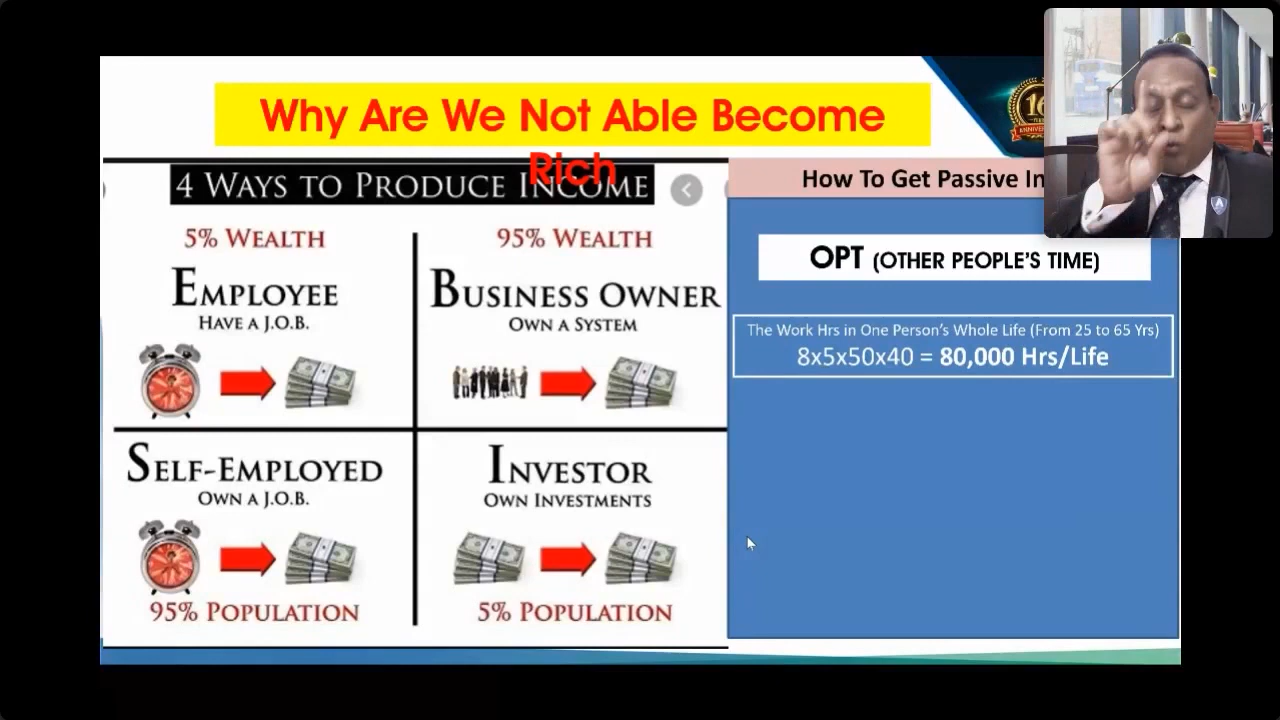 Why Are We Not Able Become
Rich
4 WAYS TO PRODUCE INCOME
5% WEALTH
95% WEALTH
EMPLOYEE
HAVE A J.O.B.
BUSINESS OWNER
OWN A SYSTEM
SELF-EMPLOYED
OWN A J.O.B.
INVESTOR
OWN INVESTMENTS
95% POPULATION
5% POPULATION
How To Get Passive In
OPT (OTHER PEOPLE'S TIME)
The Work Hrs in One Person's Whole Life (From 25 to 65 Yrs)
8x5x50x40 = 80,000 Hrs/Life